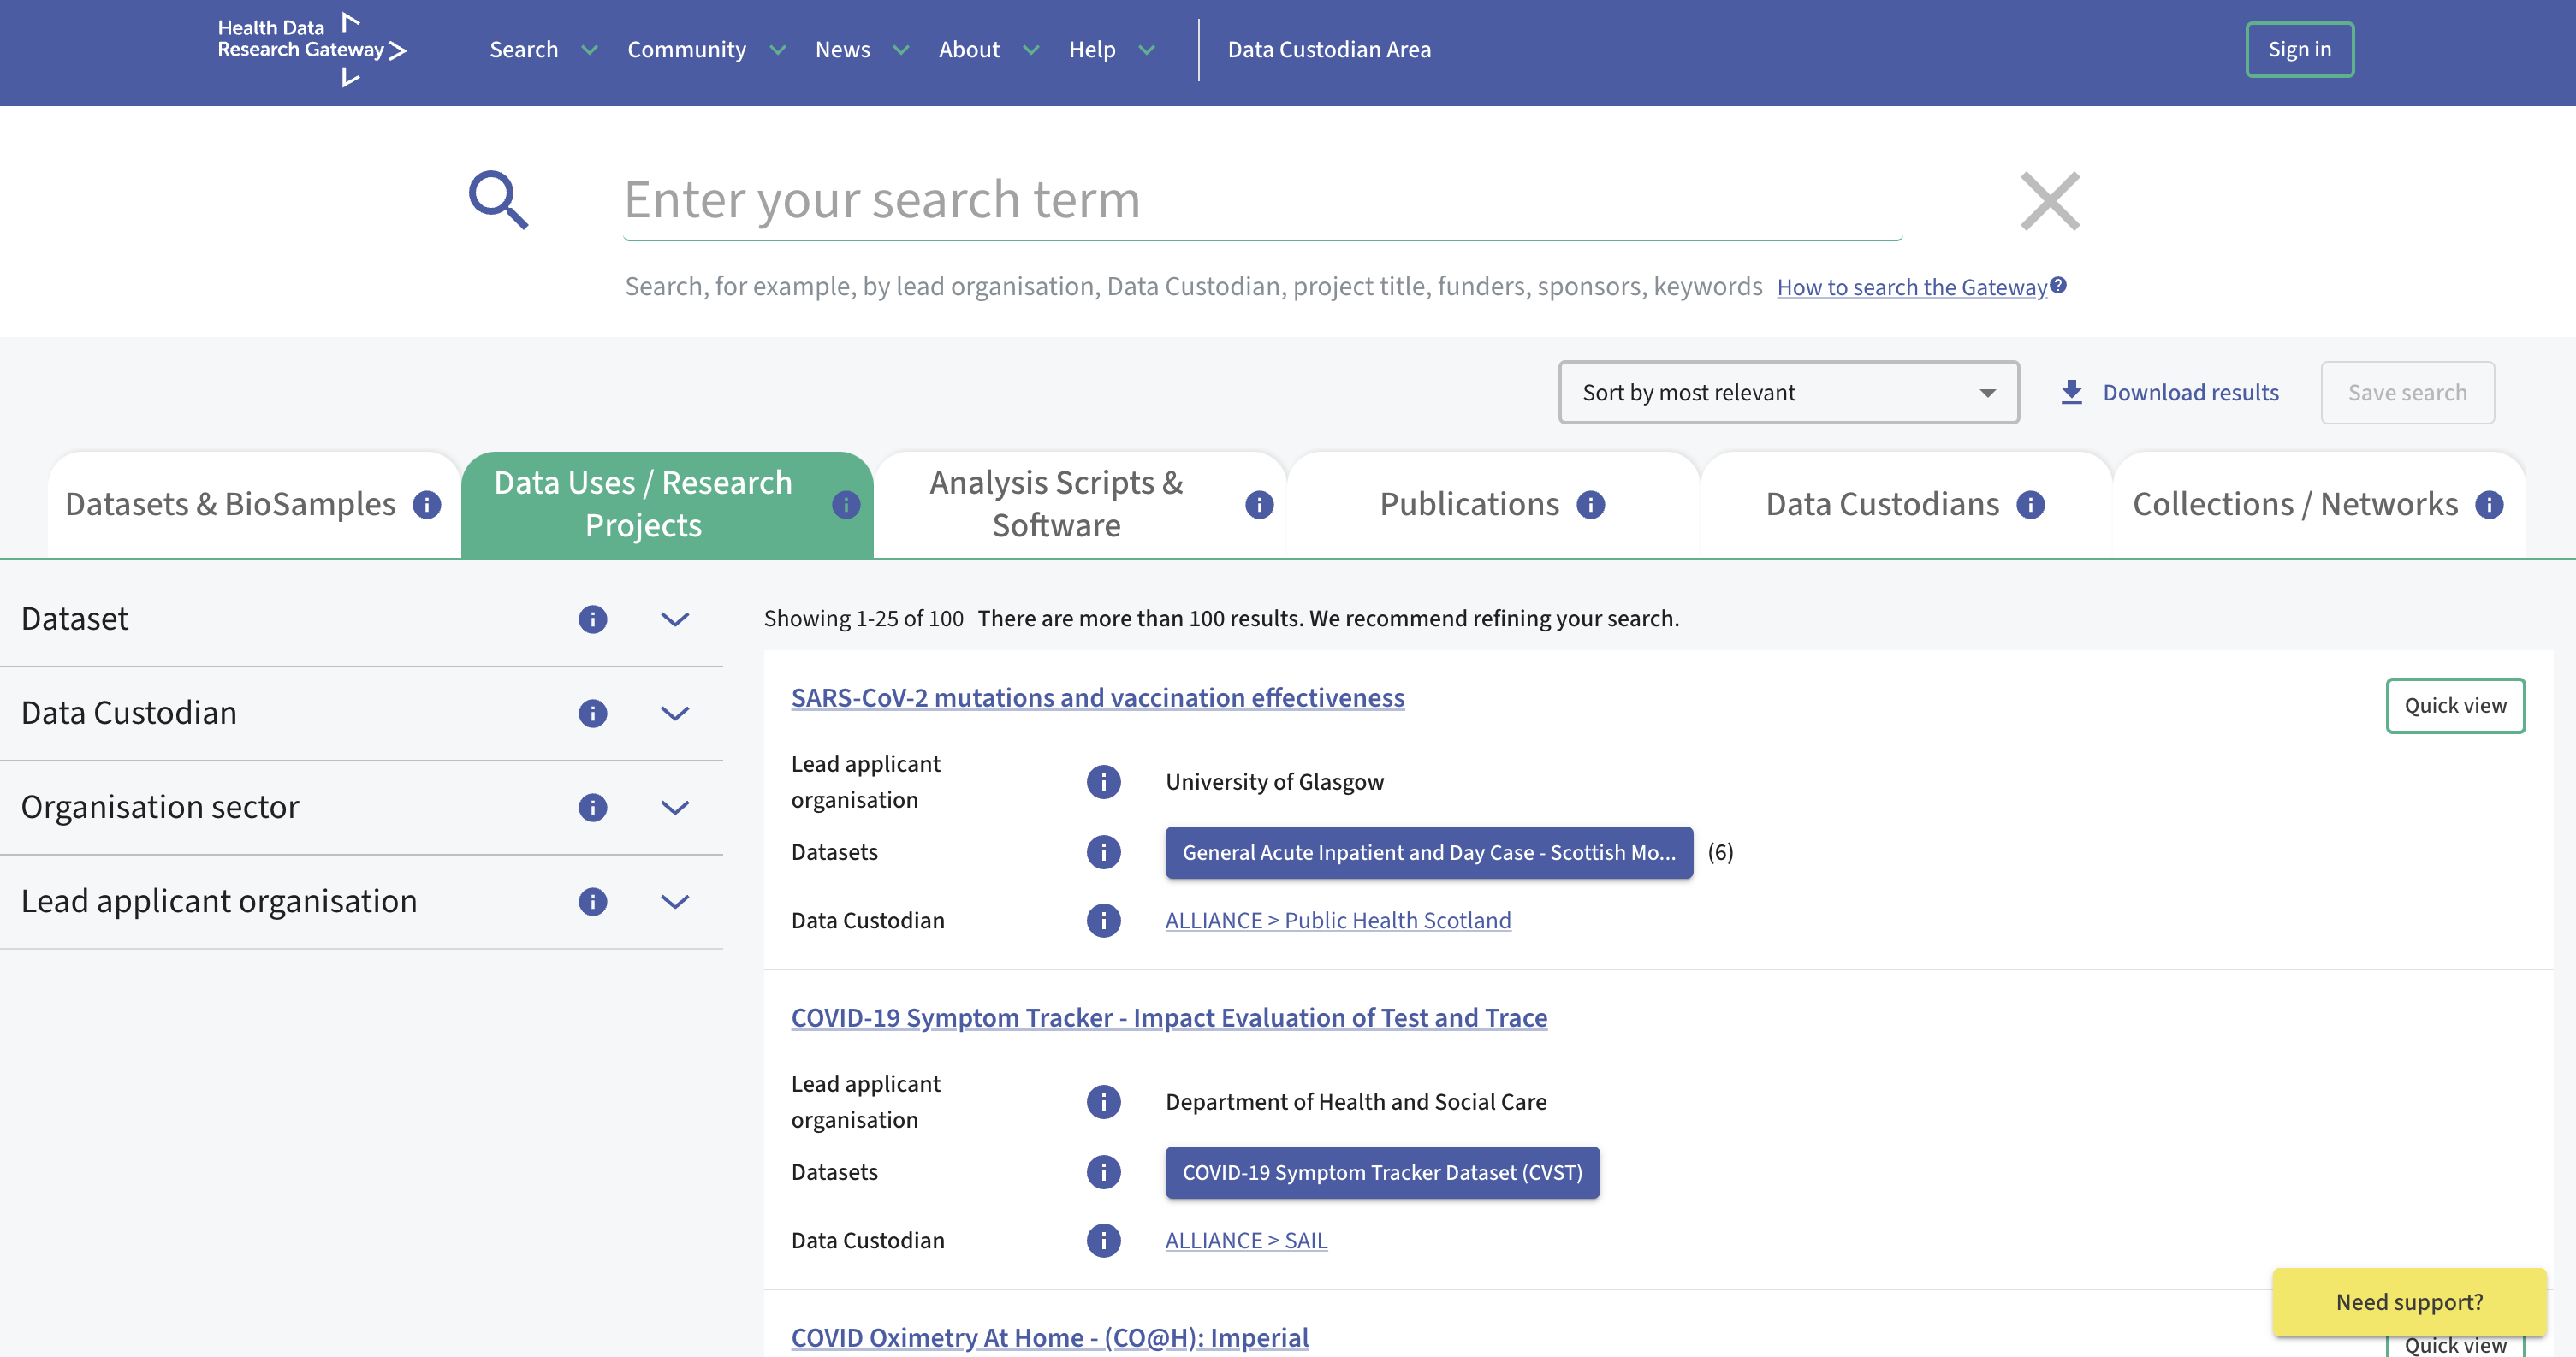 Health Data
Research Gateway
Search
Community
News
About
Help
Data Custodian Area
Sign in
Enter your search term
Search, for example, by lead organisation, Data Custodian, project title, funders, sponsors, keywords How to search the Gateway
Sort by most relevant
Download results
Save search
Datasets & BioSamples
Data Uses / Research
Projects
Analysis Scripts &
Software
Publications
Data Custodians
Collections / Networks
Dataset
Data Custodian
Organisation sector
Lead applicant organisation
Showing 1-25 of 100 There are more than 100 results. We recommend refining your search.
SARS-CoV-2 mutations and vaccination effectiveness
Quick view
Lead applicant
organisation
University of Glasgow
Datasets
General Acute Inpatient and Day Case - Scottish Mo...
(6)
Data Custodian
ALLIANCE > Public Health Scotland
COVID-19 Symptom Tracker - Impact Evaluation of Test and Trace
Lead applicant
organisation
Department of Health and Social Care
Datasets
COVID-19 Symptom Tracker Dataset (CVST)
Data Custodian
ALLIANCE > SAIL
Need support?
COVID Oximetry At Home - (CO@H): Imperial
Quick view